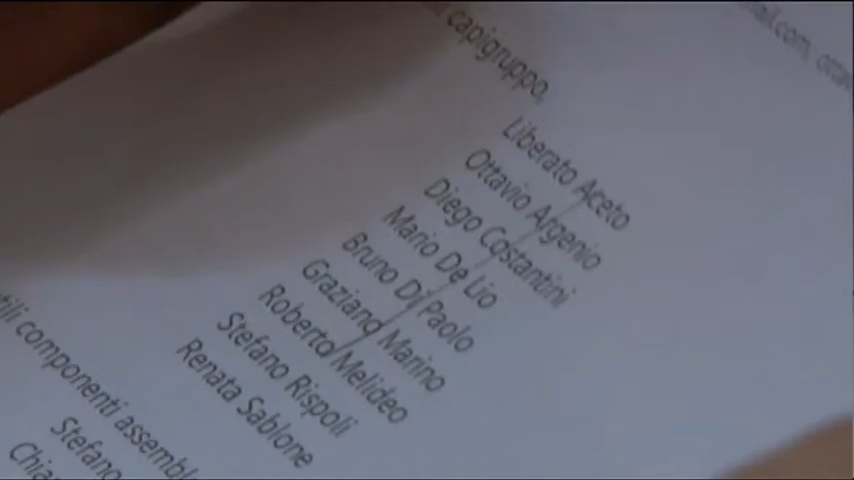 capigruppo,
Liberato Aceto
Ottavio Argenio
Diego Costantini
Mario De Lio
Bruno Di Paolo
Graziano Marino
Roberto Melideo
Stefano Rispoli
Renata Sablone
componenti
Stefano